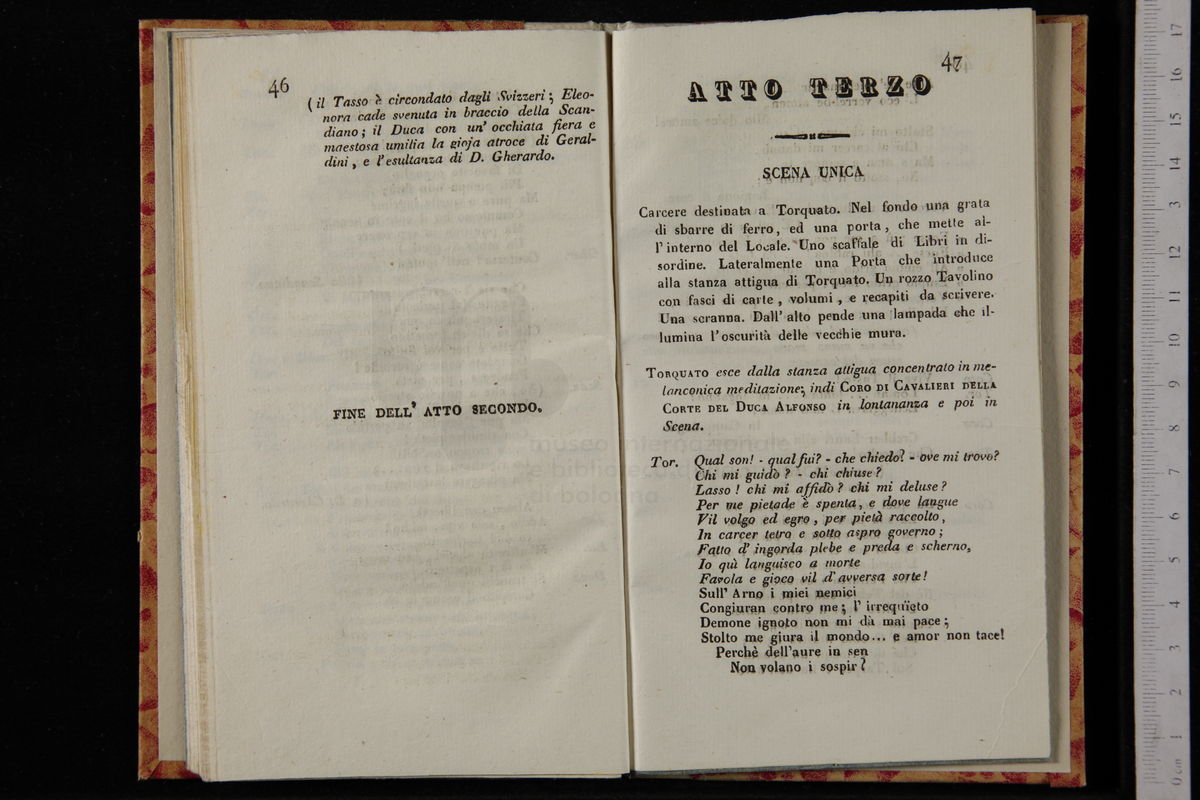 46
(il Tasso è circondato dagli Svizzeri; Eleo-
nora cade svenuta in braccio della Scan-
diano; il Duca con un' occhiata fiera e
maestosa umilia la gioja atroce di Geral-
dini, e l'esultanza di D. Gherardo.
FINE DELL' ATTO SECONDO.
47
ATTO TERZO
SCENA UNICA
Carcere destinata a Torquato. Nel fondo una grata
di sbarre di ferro, ed una porta, che mette al-
l'interno del Locale. Uno scaffale di Libri in di-
sordine. Lateralmente una Porta che introduce
alla stanza attigua di Torquato. Un rozzo Tavolino
con fasci di carte, volumi, e recapiti da scrivere.
Una scranna. Dall' alto pende una lampada che il-
lumina l'oscurità delle vecchie mura.
TORQUATO esce dalla stanza attigua concentrato in me-
lanconica meditazione; indi CORO DI CAVALIERI DELLA
CORTE DEL DUCA ALFONSO in lontananza e poi in
Scena.
Tor. Qual son! - qual fui? - che chiedo? - ove mi trovo?
Chi mi guidò? - chi chiuse?
Lasso! chi mi affidò? chi mi deluse?
Per me pietade è spenta, e dove langue
Vil volgo ed egro, per pietà raccolto,
In carcer tetro e sotto aspro governo;
Fatto d' ingorda plebe e preda e scherno,
Io quì languisco a morte
Favola e gioco vil d' avversa sorte!
Sull' Arno i miei nemici
Congiuran contro me; l' irrequïeto
Demone ignoto non mi dà mai pace;
Stolto me giura il mondo... e amor non tace!
Perchè dell'aure in sen
Non volano i sospir?
museo internazionale
e biblioteca
di bologna